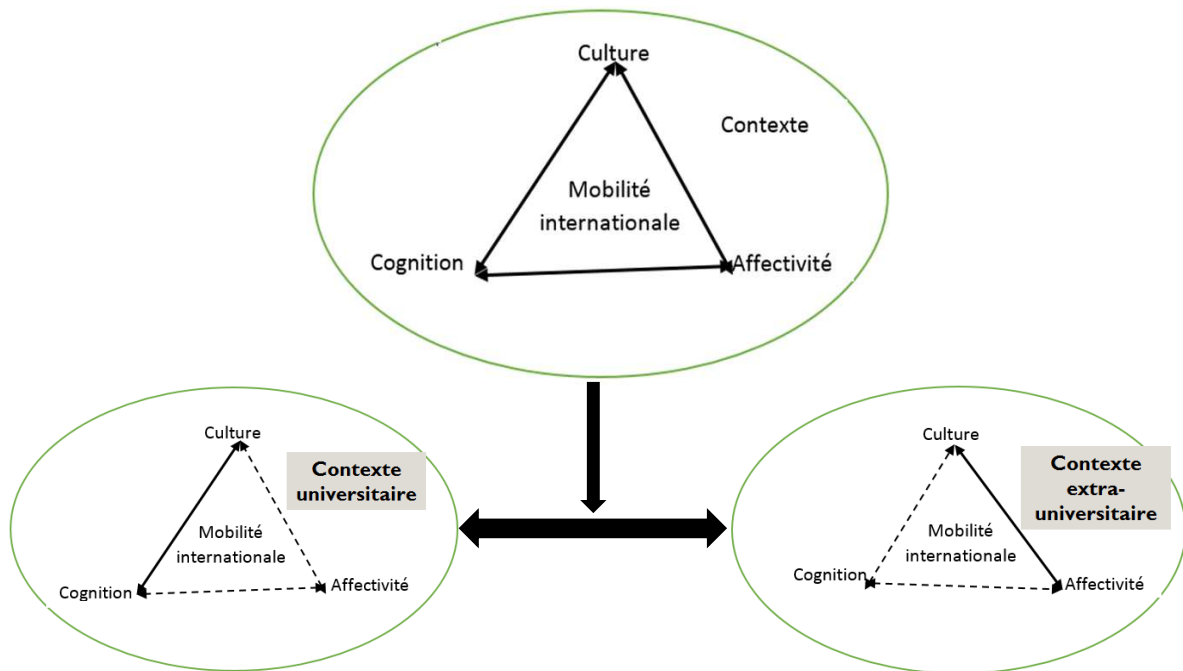 Culture
Contexte
Mobilité
internationale
Cognition
Affectivité
Culture
Contexte
universitaire
Mobilité
internationale
Cognition
Affectivité
Culture
Contexte
extra-
universitaire
Mobilité
internationale
Cognition
Affectivité